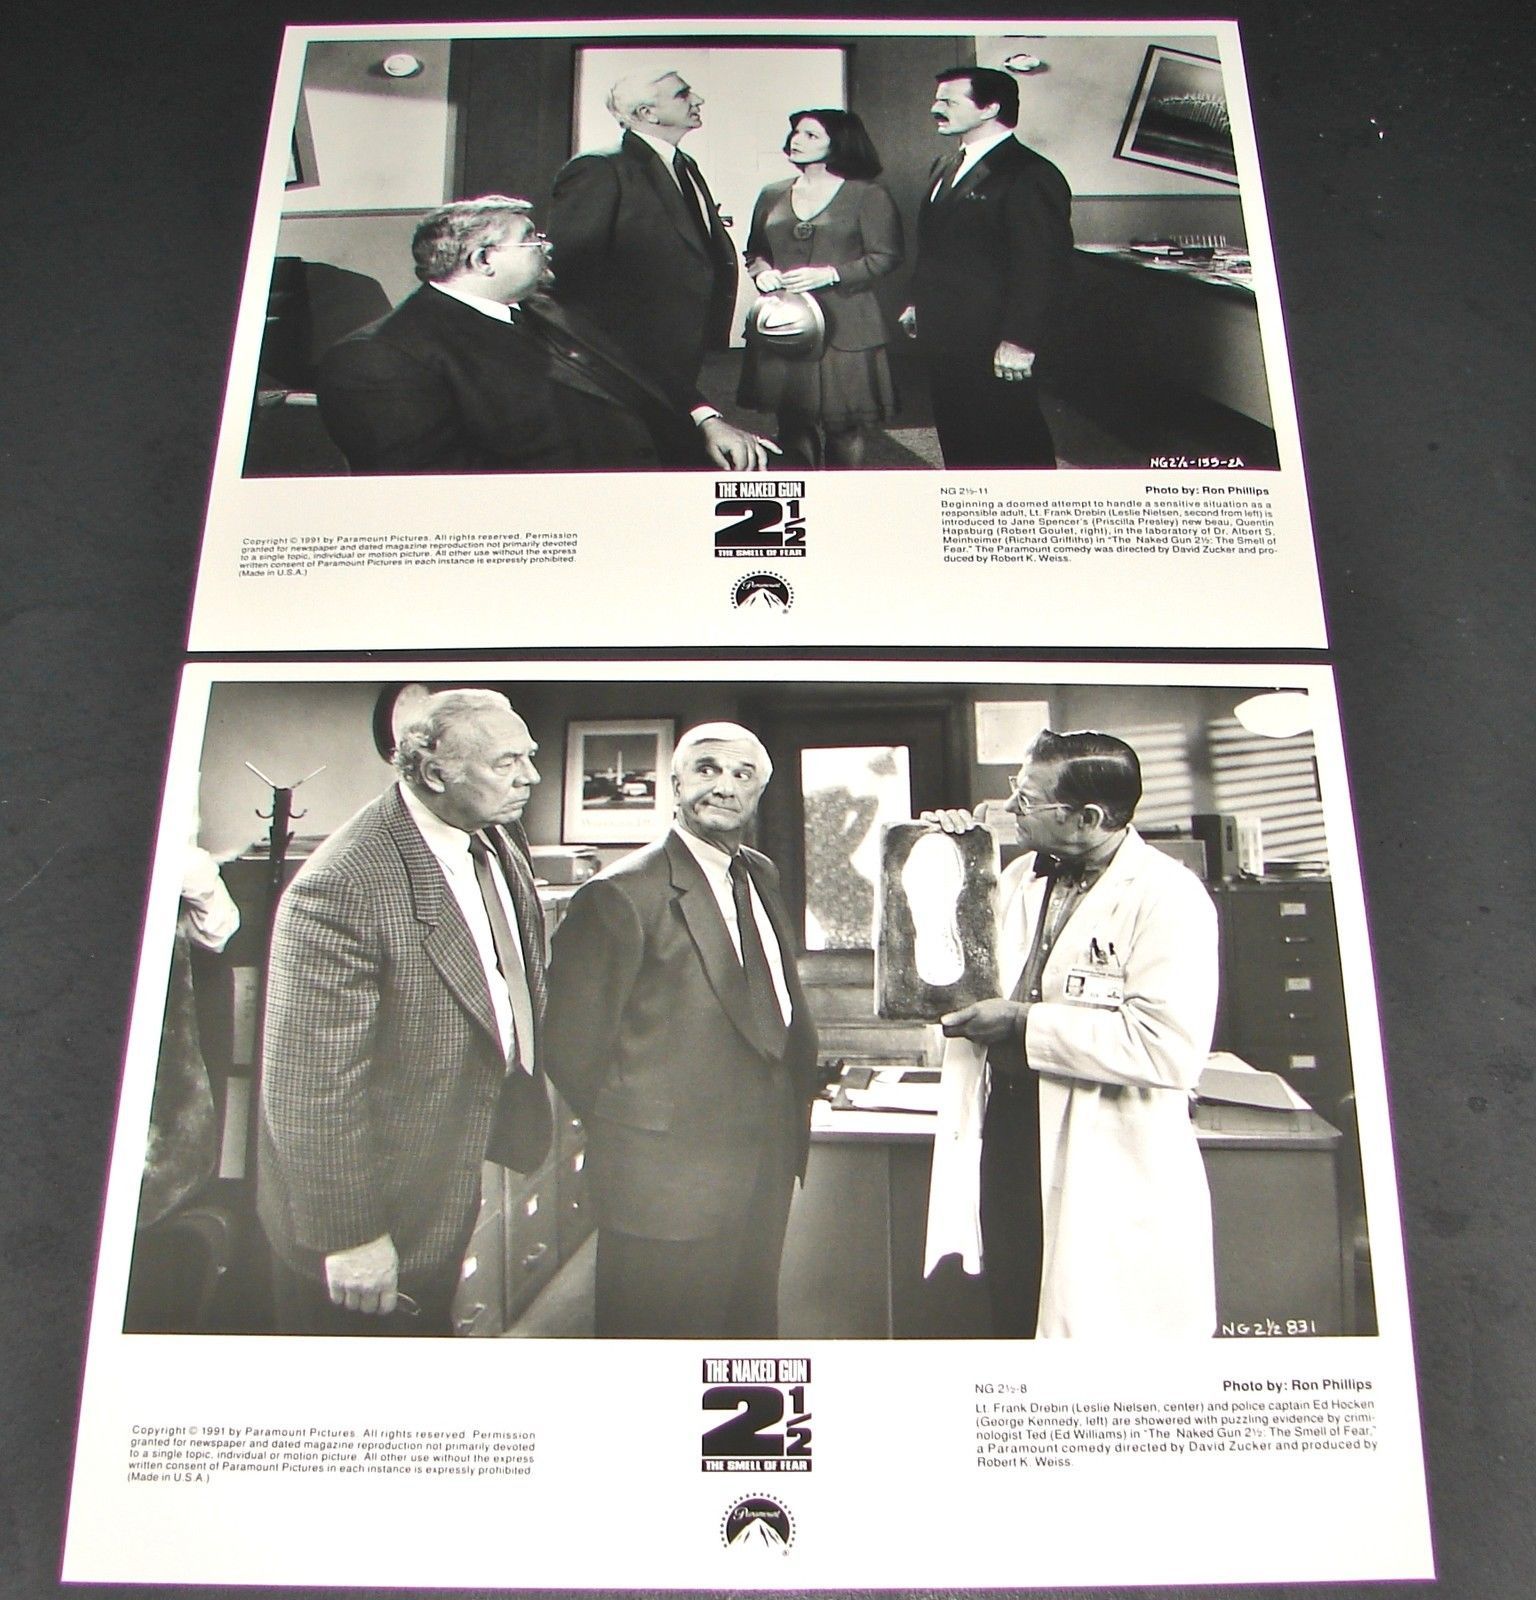 NG2½-155-2A
THE NAKED GUN
2 1/2
THE SMELL OF FEAR
Paramount
®
Copyright © 1991 by Paramount Pictures. All rights reserved. Permission
granted for newspaper and dated magazine reproduction not primarily devoted
to a single topic, individual or motion picture. All other use without the express
written consent of Paramount Pictures in each instance is expressly prohibited.
(Made in U.S.A.)
NG 2½-11 Photo by: Ron Phillips
Beginning a doomed attempt to handle a sensitive situation as a
responsible adult, Lt. Frank Drebin (Leslie Nielsen, second from left) is
introduced to Jane Spencer's (Priscilla Presley) new beau, Quentin
Hapsburg (Robert Goulet, right), in the laboratory of Dr. Albert S.
Meinheimer (Richard Griffiths) in "The Naked Gun 2½: The Smell of
Fear." The Paramount comedy was directed by David Zucker and pro-
duced by Robert K. Weiss.
NG2½831
THE NAKED GUN
2 1/2
THE SMELL OF FEAR
Paramount
®
Copyright © 1991 by Paramount Pictures. All rights reserved. Permission
granted for newspaper and dated magazine reproduction not primarily devoted
to a single topic, individual or motion picture. All other use without the express
written consent of Paramount Pictures in each instance is expressly prohibited.
(Made in U.S.A.)
NG 2½-8 Photo by: Ron Phillips
Lt. Frank Drebin (Leslie Nielsen, center) and police captain Ed Hocken
(George Kennedy, left) are showered with puzzling evidence by crimi-
nologist Ted (Ed Williams) in "The Naked Gun 2½: The Smell of Fear,"
a Paramount comedy directed by David Zucker and produced by
Robert K. Weiss.